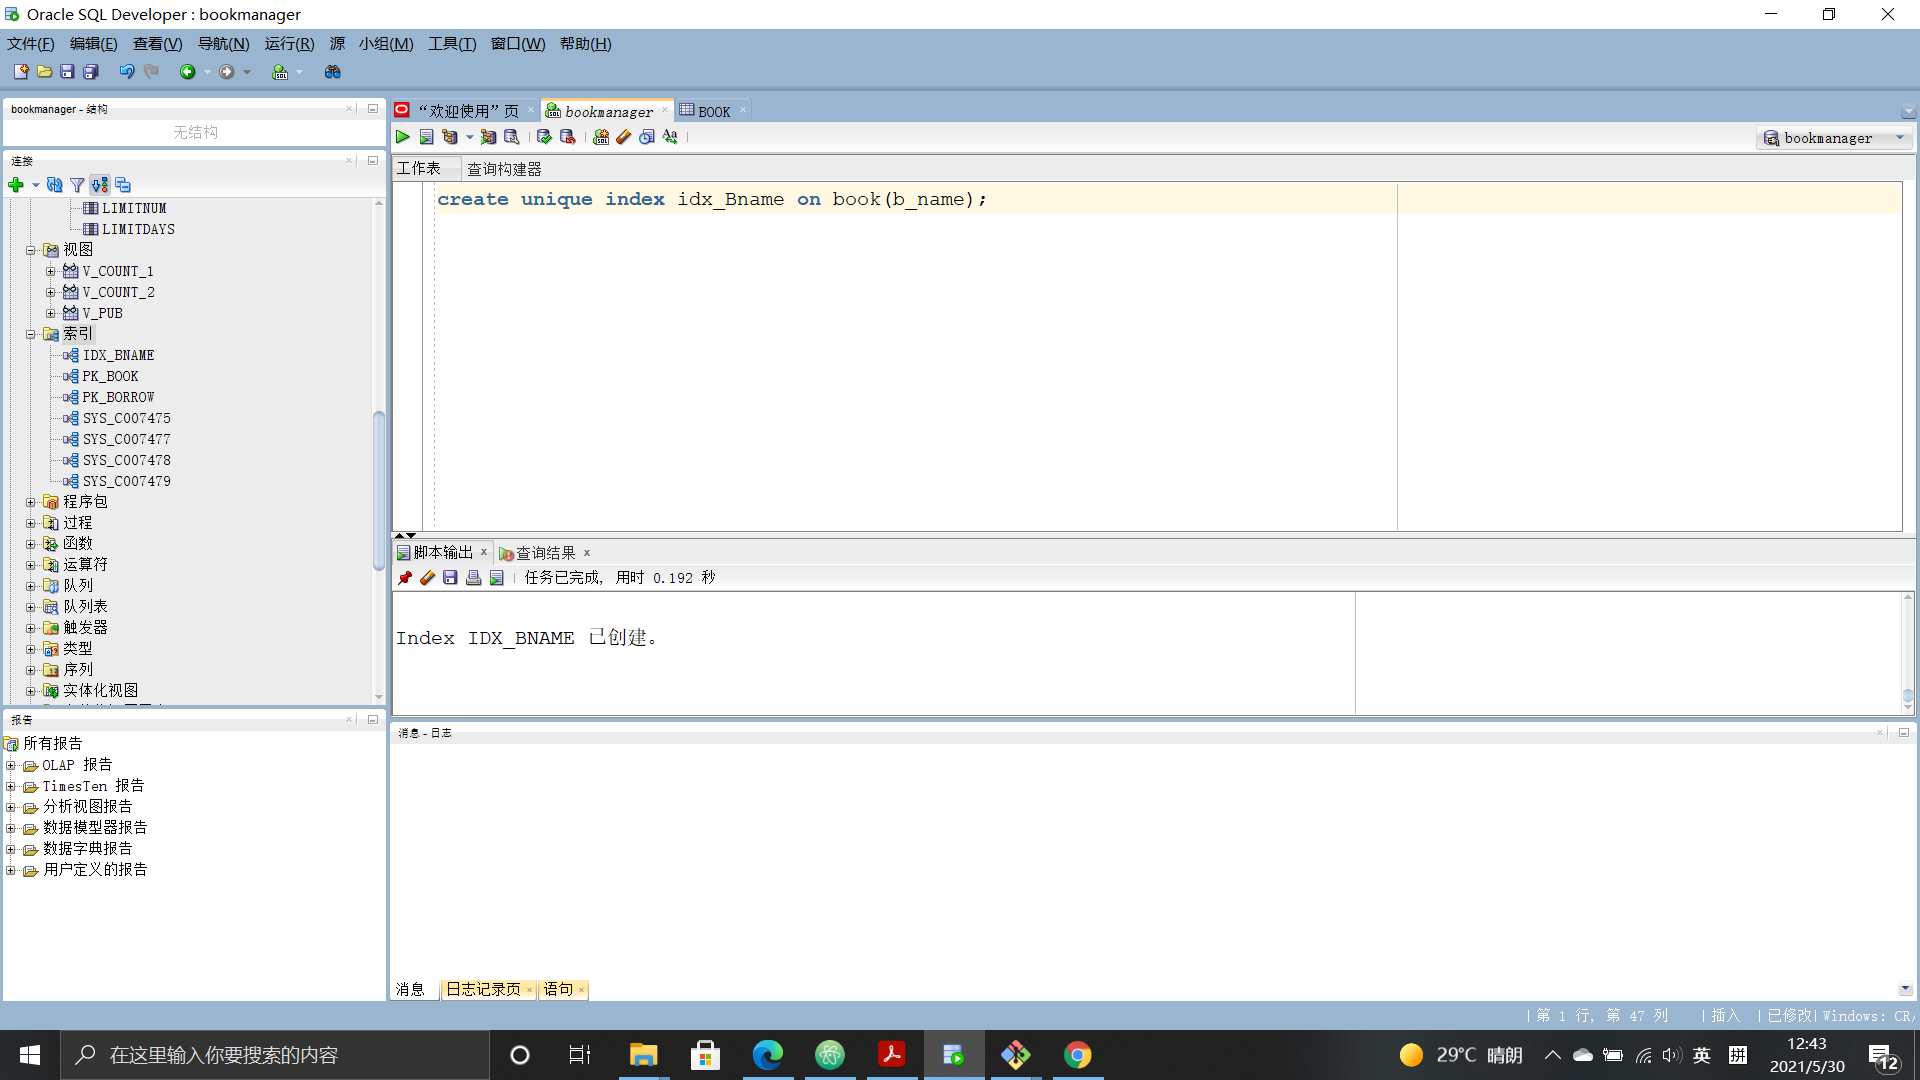 Oracle SQL Developer : bookmanager
文件(F) 编辑(E) 查看(V) 导航(N) 运行(R) 源 小组(M) 工具(T) 窗口(W) 帮助(H)
bookmanager - 结构
无结构
连接
LIMITNUM
LIMITDAYS
视图
V_COUNT_1
V_COUNT_2
V_PUB
索引
IDX_BNAME
PK_BOOK
PK_BORROW
SYS_C007475
SYS_C007477
SYS_C007478
SYS_C007479
程序包
过程
函数
运算符
队列
队列表
触发器
类型
序列
实体化视图
报告
所有报告
OLAP 报告
TimesTen 报告
分析视图报告
数据模型器报告
数据字典报告
用户定义的报告
“欢迎使用”页 bookmanager BOOK
bookmanager
工作表 查询构建器
create unique index idx_Bname on book(b_name);
脚本输出 查询结果
任务已完成, 用时 0.192 秒
Index IDX_BNAME 已创建。
消息 - 日志
消息 日志记录页 语句
第 1 行, 第 47 列 插入 已修改 Windows: CR/
在这里输入你要搜索的内容
29°C 晴朗
英 拼
12:43
2021/5/30
12